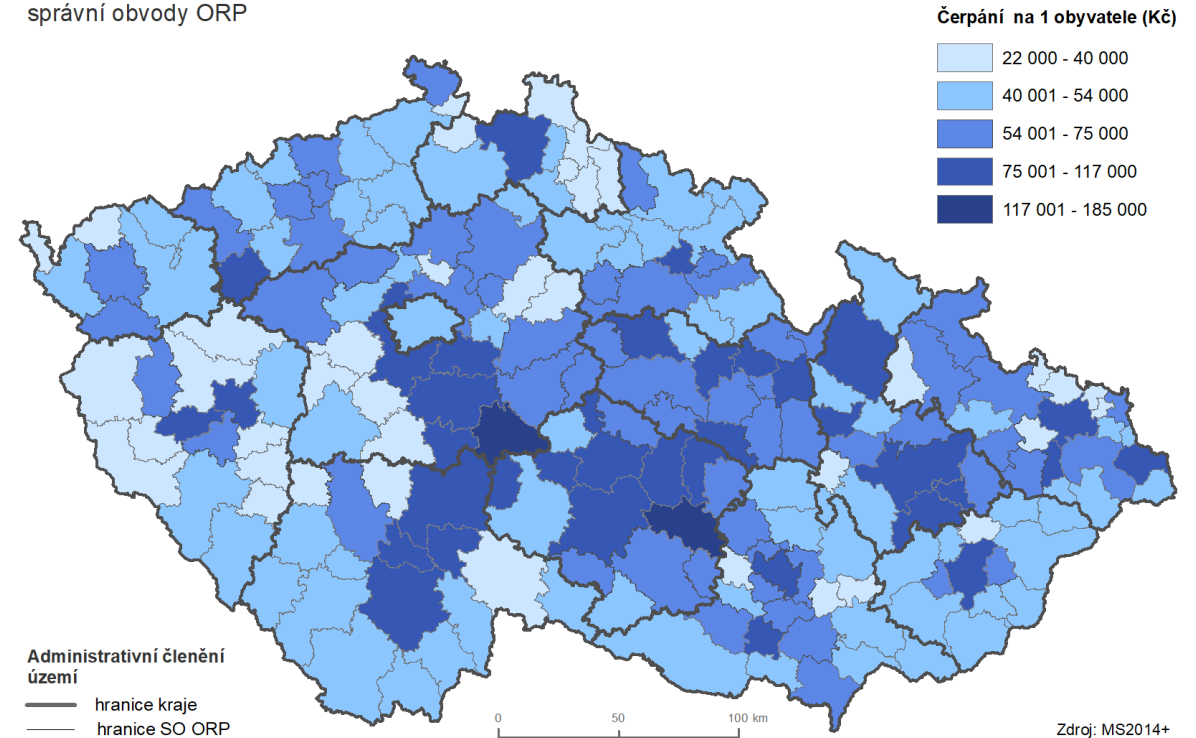 správní obvody ORP
Čerpání na 1 obyvatele (Kč)
22 000 - 40 000
40 001 - 54 000
54 001 - 75 000
75 001 - 117 000
117 001 - 185 000
Administrativní členění
území
hranice kraje
hranice SO ORP
0 50 100 km
Zdroj: MS2014+